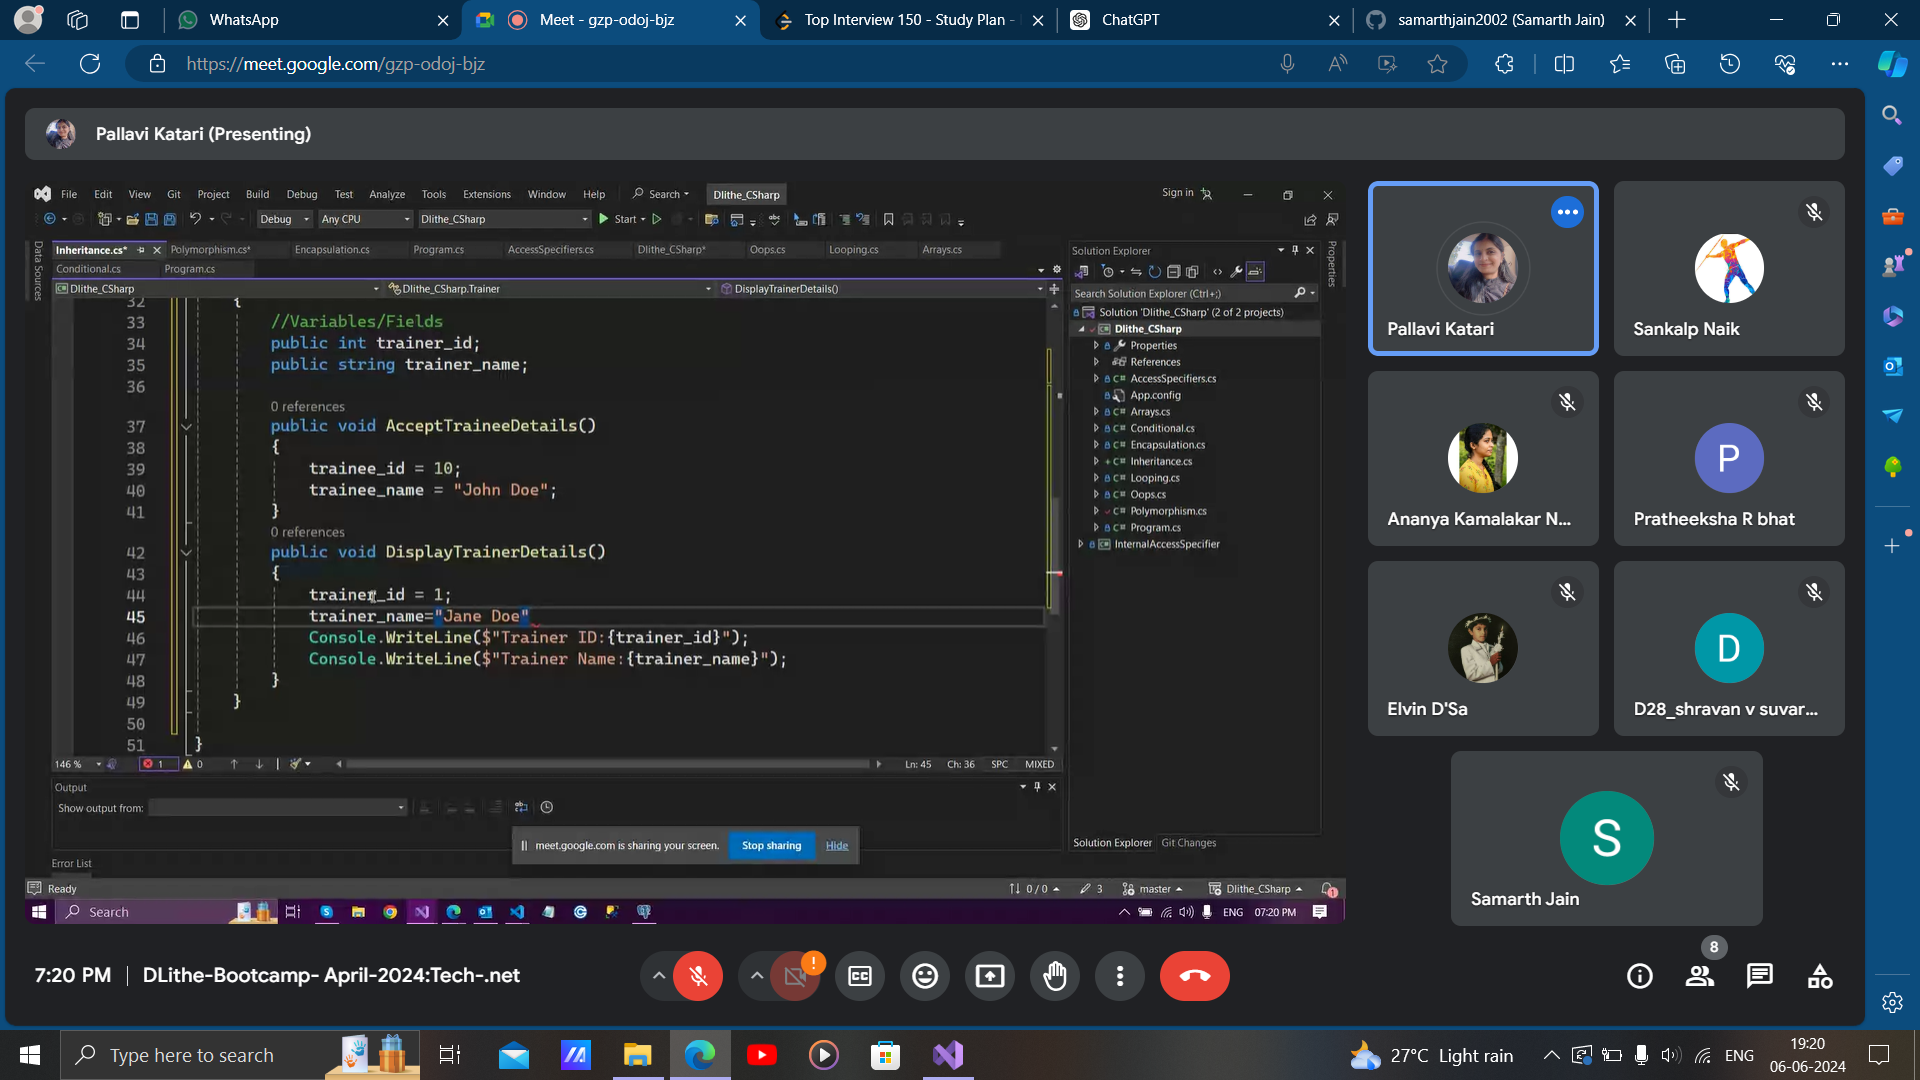 WhatsApp
Meet - gzp-odoj-bjz
Top Interview 150 - Study Plan -
ChatGPT
samarthjain2002 (Samarth Jain)
https://meet.google.com/gzp-odoj-bjz
Pallavi Katari (Presenting)
File Edit View Git Project Build Debug Test Analyze Tools Extensions Window Help Search Dlithe_CSharp Sign in
Debug Any CPU Dlithe_CSharp Start
Inheritance.cs* Polymorphism.cs* Encapsulation.cs Program.cs AccessSpecifiers.cs Dlithe_CSharp* Oops.cs Looping.cs Arrays.cs
Conditional.cs Program.cs
Data Sources
Dlithe_CSharp Dlithe_CSharp.Trainer DisplayTrainerDetails()
32 {
33 //Variables/Fields
34 public int trainer_id;
35 public string trainer_name;
36
0 references
37 public void AcceptTraineeDetails()
38 {
39 trainee_id = 10;
40 trainee_name = "John Doe";
41 }
0 references
42 public void DisplayTrainerDetails()
43 {
44 trainer_id = 1;
45 trainer_name="Jane Doe"
46 Console.WriteLine($"Trainer ID:{trainer_id}");
47 Console.WriteLine($"Trainer Name:{trainer_name}");
48 }
49 }
50
51 }
146 % 1 0 Ln: 45 Ch: 36 SPC MIXED
Output
Show output from:
meet.google.com is sharing your screen. Stop sharing Hide
Error List
Ready 0 / 0 3 master Dlithe_CSharp 1
Search ENG 07:20 PM
Solution Explorer
Properties
Search Solution Explorer (Ctrl+;)
Solution 'Dlithe_CSharp' (2 of 2 projects)
Dlithe_CSharp
Properties
References
AccessSpecifiers.cs
App.config
Arrays.cs
Conditional.cs
Encapsulation.cs
Inheritance.cs
Looping.cs
Oops.cs
Polymorphism.cs
Program.cs
InternalAccessSpecifier
Solution Explorer Git Changes
Pallavi Katari
Sankalp Naik
Ananya Kamalakar N...
P
Pratheeksha R bhat
Elvin D'Sa
D
D28_shravan v suvar...
S
Samarth Jain
7:20 PM | DLithe-Bootcamp- April-2024:Tech-.net
8
Type here to search
27°C Light rain
ENG
19:20
06-06-2024